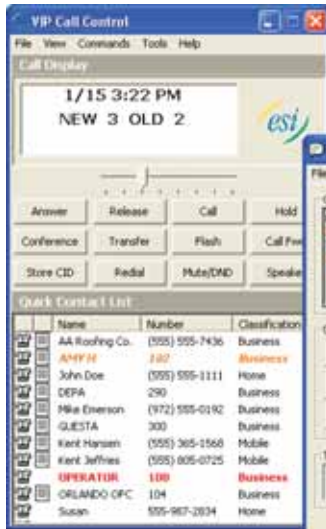 VIP Call Control
File View Commands Tools Help
Call Display
1/15 3:22 PM
NEW 3 OLD 2
esi
Answer Release Call Hold
Conference Transfer Flash Call Fwd
Store CID Redial Mute/DND Speake
Quick Contact List
Name Number Classification
AA Roofing Co. (555) 555-7436 Business
AMY H 102 Business
John Doe (555) 555-1111 Home
DEPA 290 Business
Mike Emerson (972) 555-0192 Business
GUESTA 300 Business
Kent Hansen (555) 365-1568 Mobile
Kent Jeffries (555) 805-0725 Mobile
OPERATOR 100 Business
ORLANDO OFC 104 Business
Susan 555-987-2834 Home